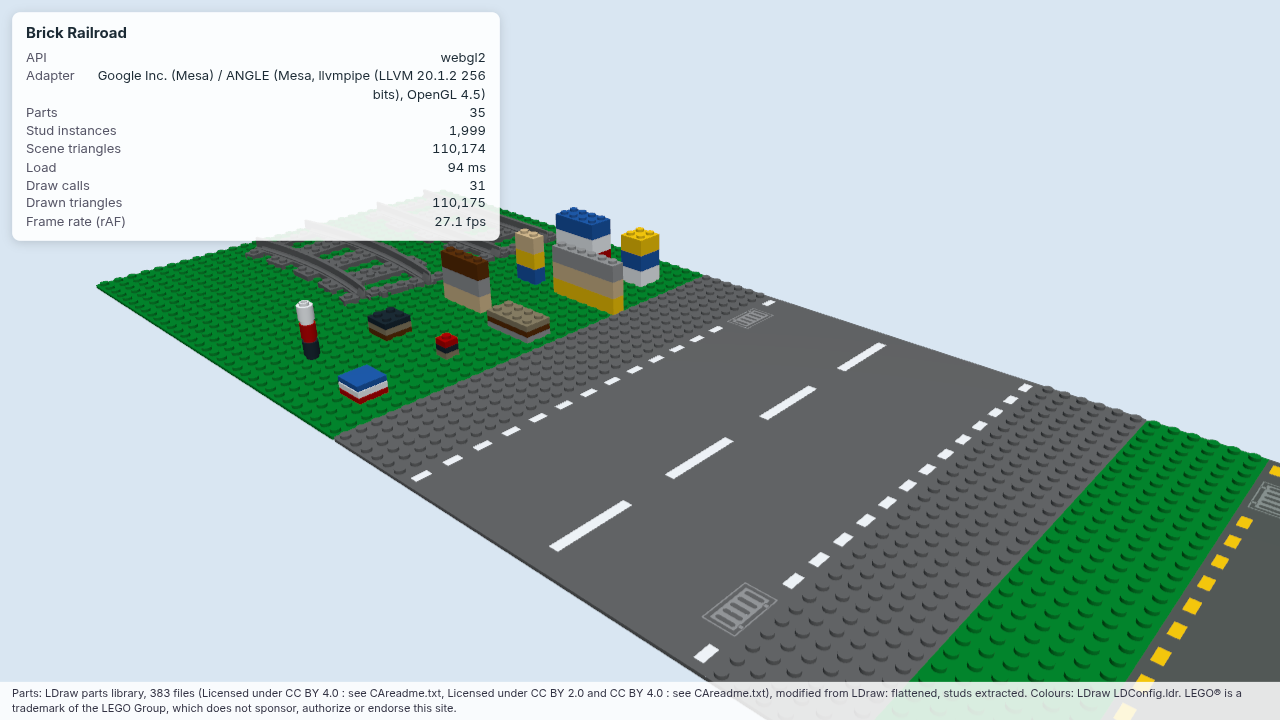 Brick Railroad
API webgl2
Adapter Google Inc. (Mesa) / ANGLE (Mesa, llvmpipe (LLVM 20.1.2 256
bits), OpenGL 4.5)
Parts 35
Stud instances 1,999
Scene triangles 110,174
Load 94 ms
Draw calls 31
Drawn triangles 110,175
Frame rate (rAF) 27.1 fps
Parts: LDraw parts library, 383 files (Licensed under CC BY 4.0 : see CAreadme.txt, Licensed under CC BY 2.0 and CC BY 4.0 : see CAreadme.txt), modified from LDraw: flattened, studs extracted. Colours: LDraw LDConfig.ldr. LEGO® is a
trademark of the LEGO Group, which does not sponsor, authorize or endorse this site.